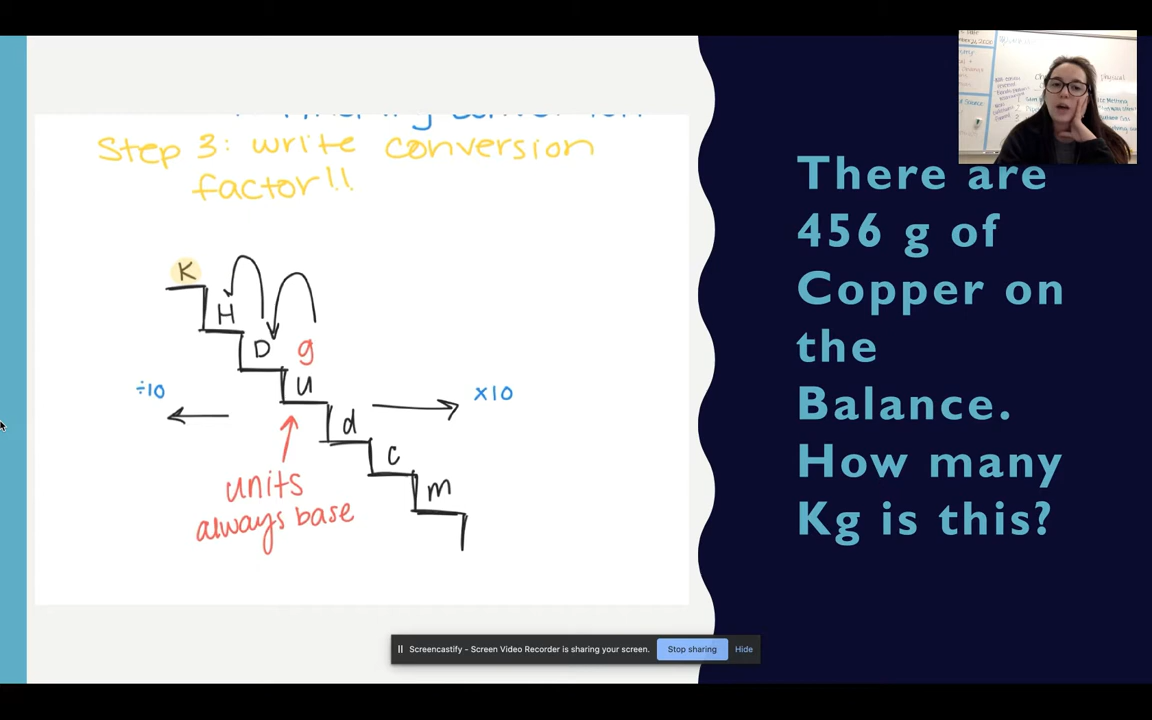 Step 3: write conversion
factor!!
K
H
D
g
u
÷10
x10
d
c
m
units
always base
There are
456 g of
Copper on
the
Balance.
How many
Kg is this?
Screencastify - Screen Video Recorder is sharing your screen.
Stop sharing
Hide